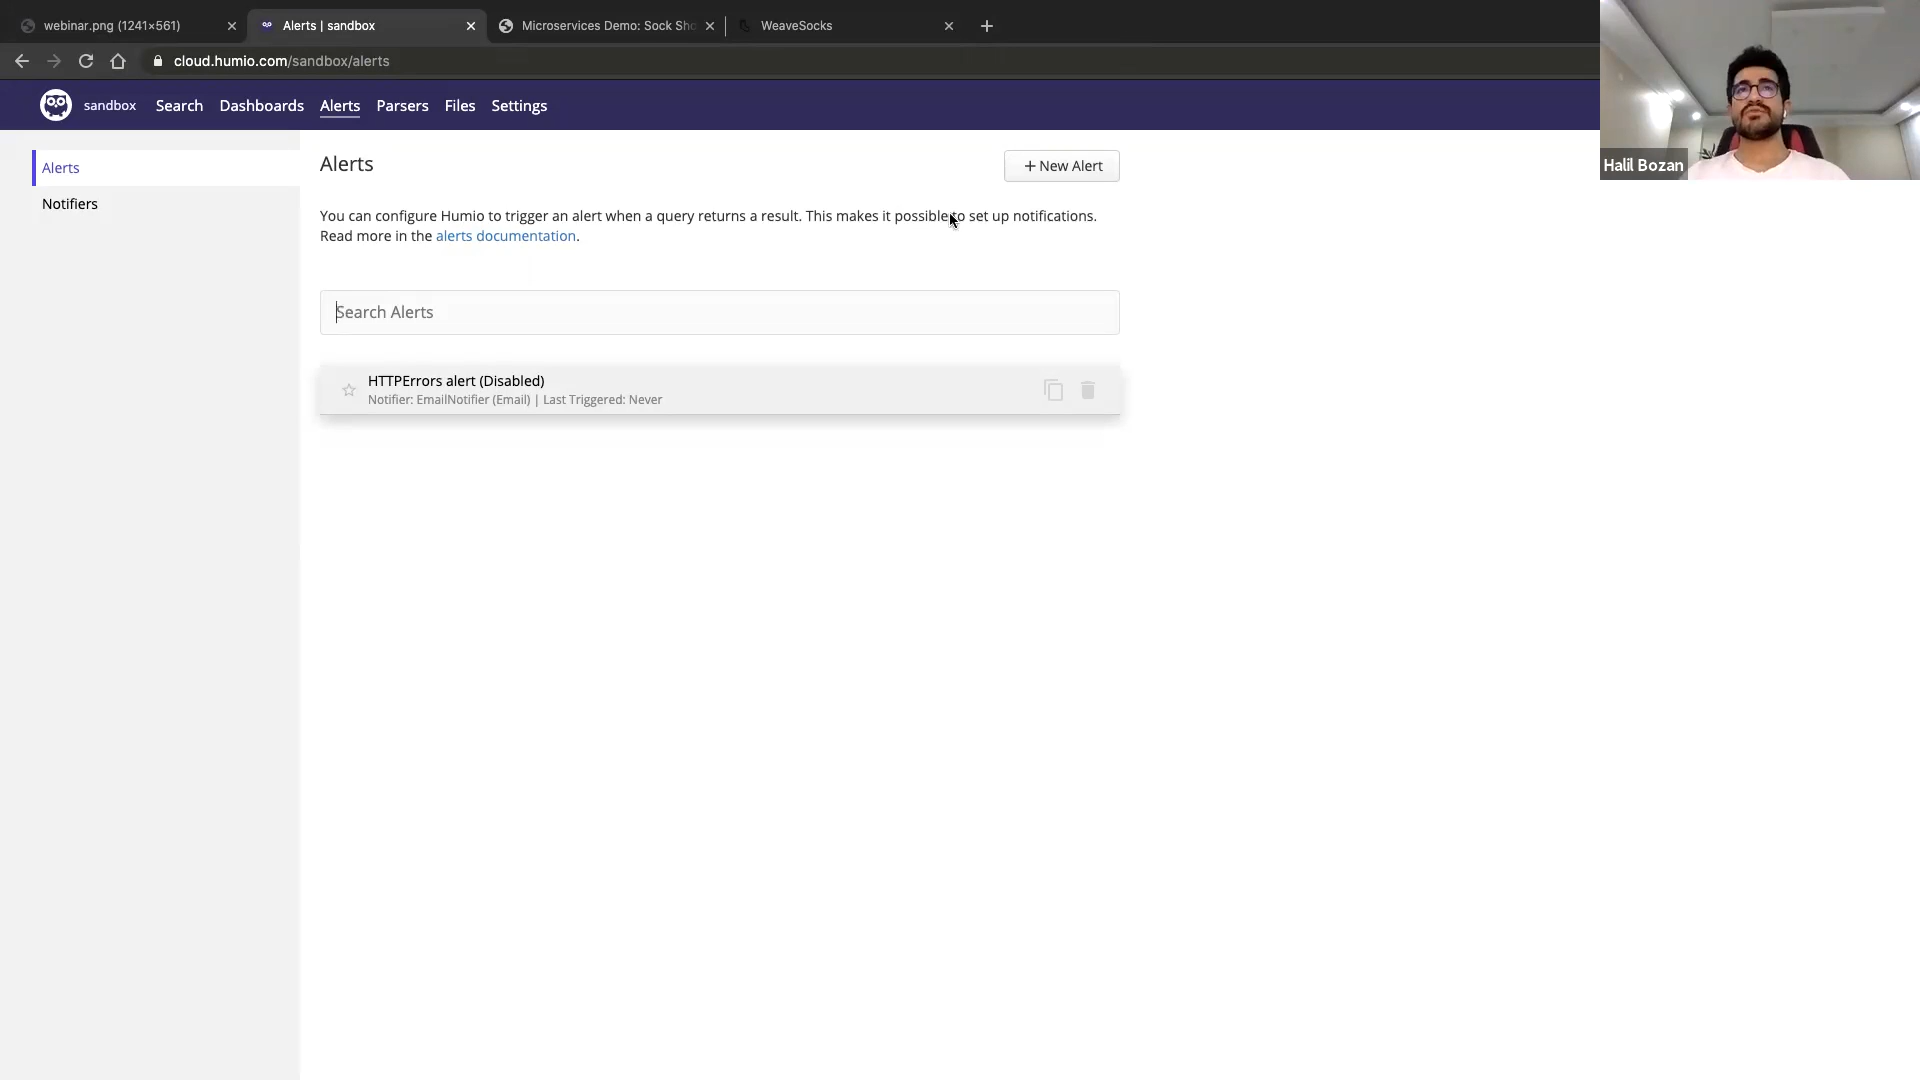 webinar.png (1241×561)
Alerts | sandbox
Microservices Demo: Sock Sho
WeaveSocks
cloud.humio.com/sandbox/alerts
sandbox
Search
Dashboards
Alerts
Parsers
Files
Settings
Halil Bozan
Alerts
Notifiers
Alerts
+ New Alert
You can configure Humio to trigger an alert when a query returns a result. This makes it possible to set up notifications.
Read more in the alerts documentation.
Search Alerts
HTTPErrors alert (Disabled)
Notifier: EmailNotifier (Email) | Last Triggered: Never